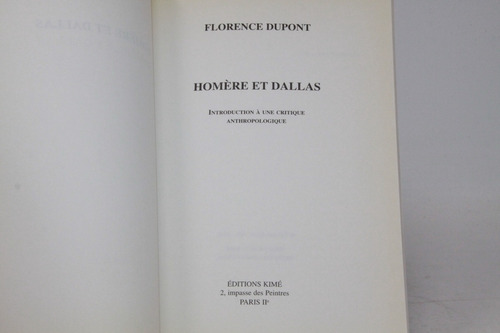 FLORENCE DUPONT
HOMÈRE ET DALLAS
INTRODUCTION À UNE CRITIQUE
ANTHROPOLOGIQUE
ÉDITIONS KIMÉ
2, impasse des Peintres
PARIS IIᵉ